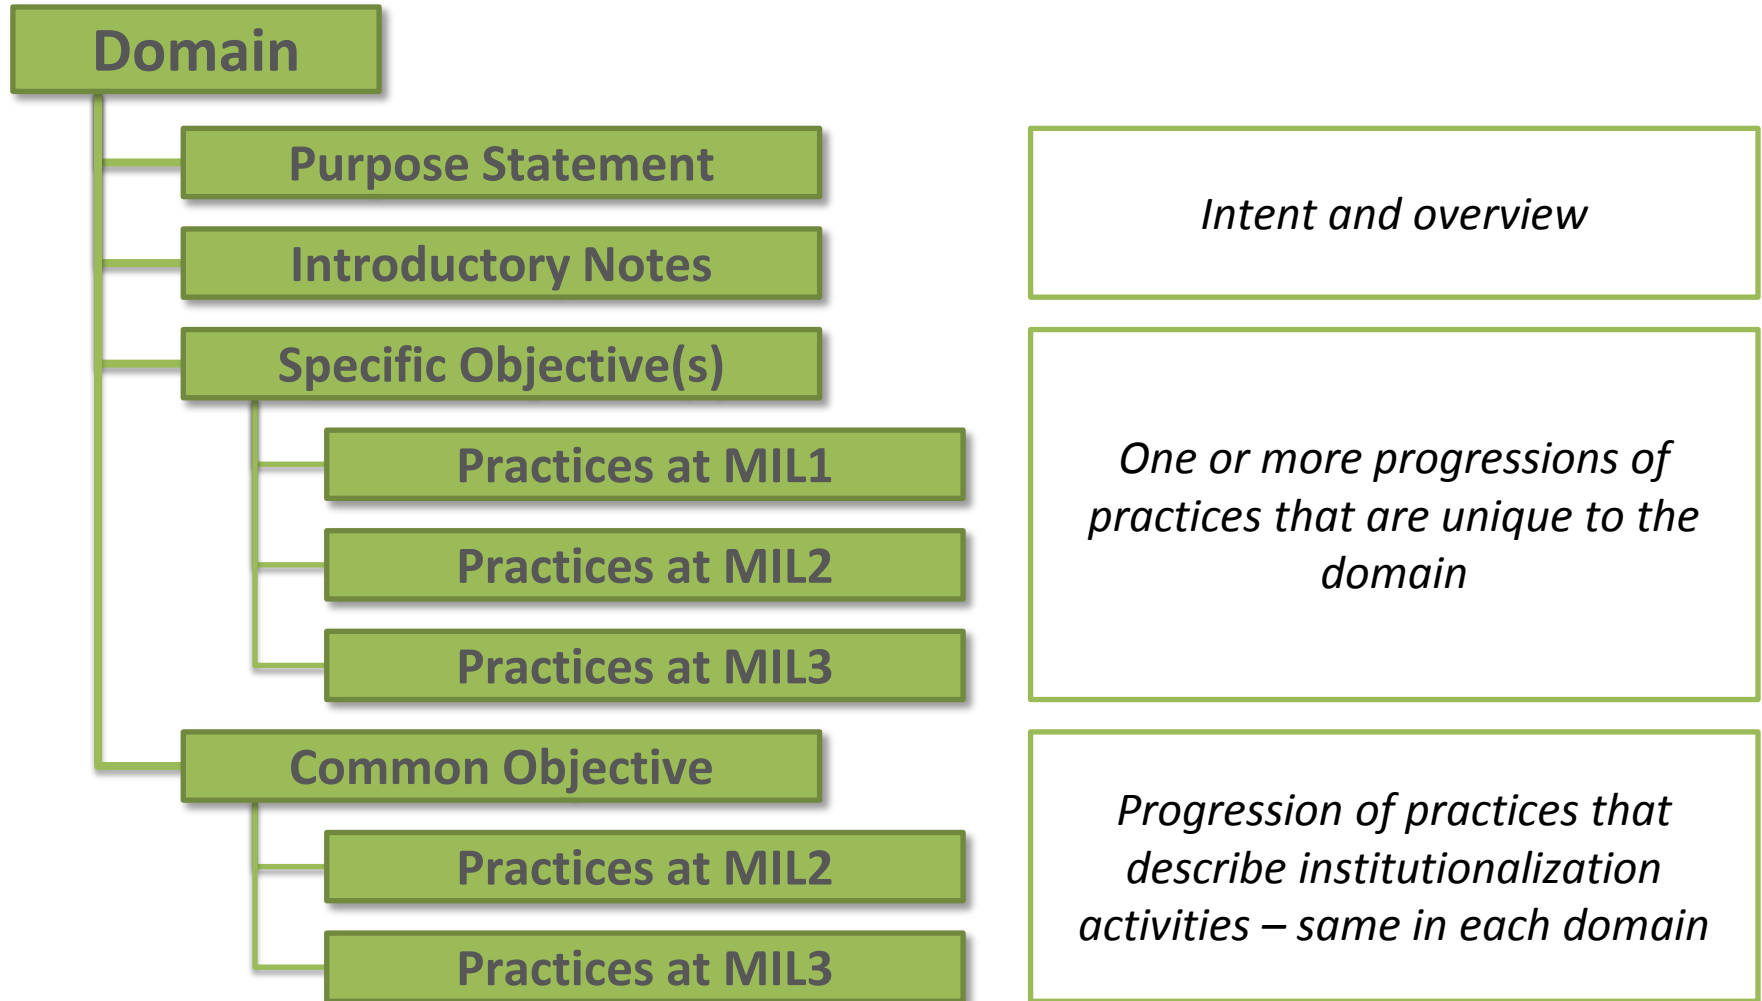 Domain
Purpose Statement
Introductory Notes
Intent and overview
Specific Objective(s)
Practices at MIL1
Practices at MIL2
Practices at MIL3
One or more progressions of
practices that are unique to the
domain
Common Objective
Practices at MIL2
Practices at MIL3
Progression of practices that
describe institutionalization
activities – same in each domain